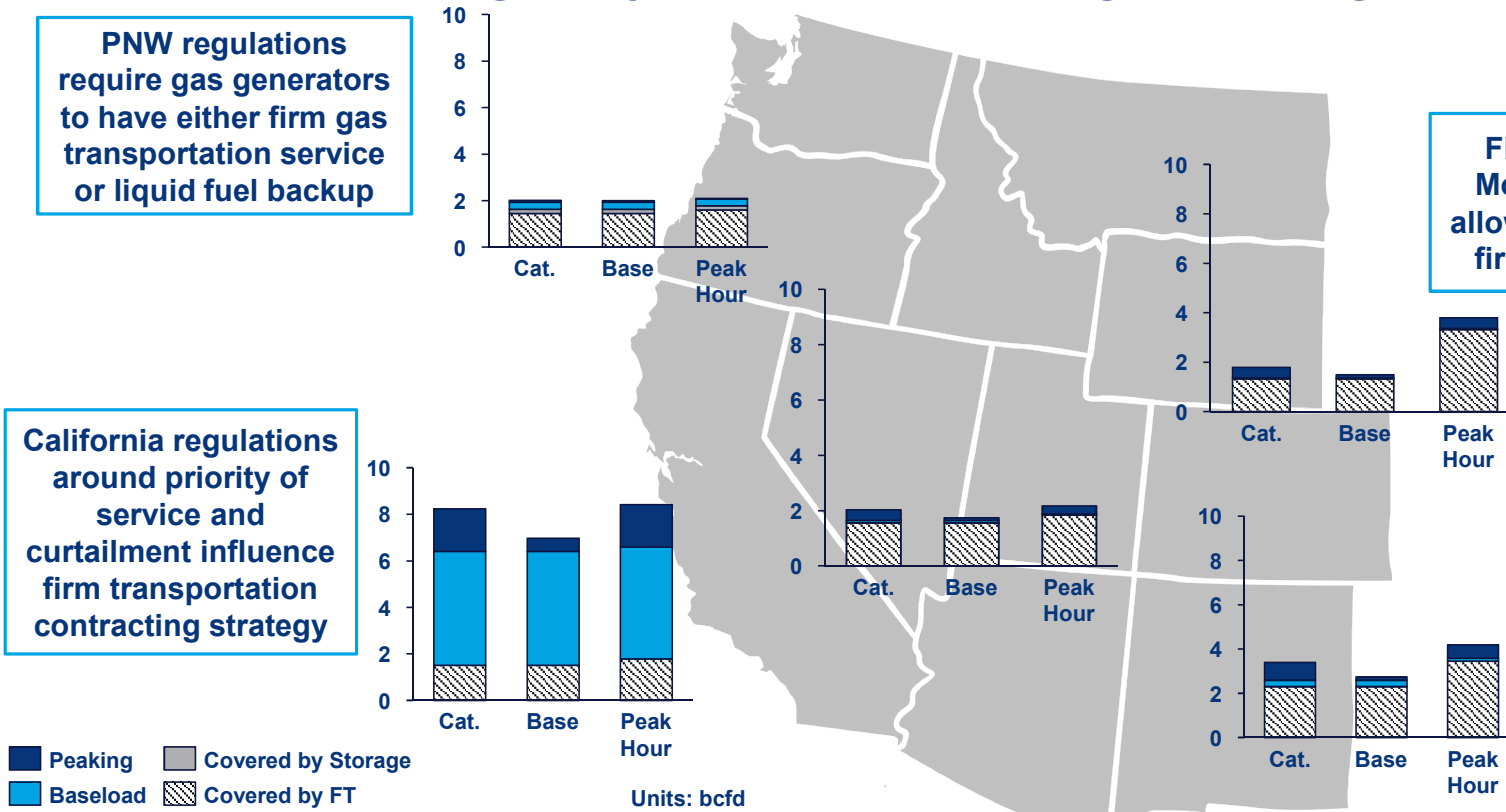 PNW regulations
require gas generators
to have either firm gas
transportation service
or liquid fuel backup
10
8
6
4
2
0
Cat. Base Peak
Hour
10
8
6
4
2
0
Cat. Base Peak
Hour
10
8
6
4
2
0
Cat. Base Peak
Hour
California regulations
around priority of
service and
curtailment influence
firm transportation
contracting strategy
10
8
6
4
2
0
Cat. Base Peak
Hour
10
8
6
4
2
0
Cat. Base Peak
Hour
Peaking Covered by Storage
Baseload Covered by FT
Units: bcfd